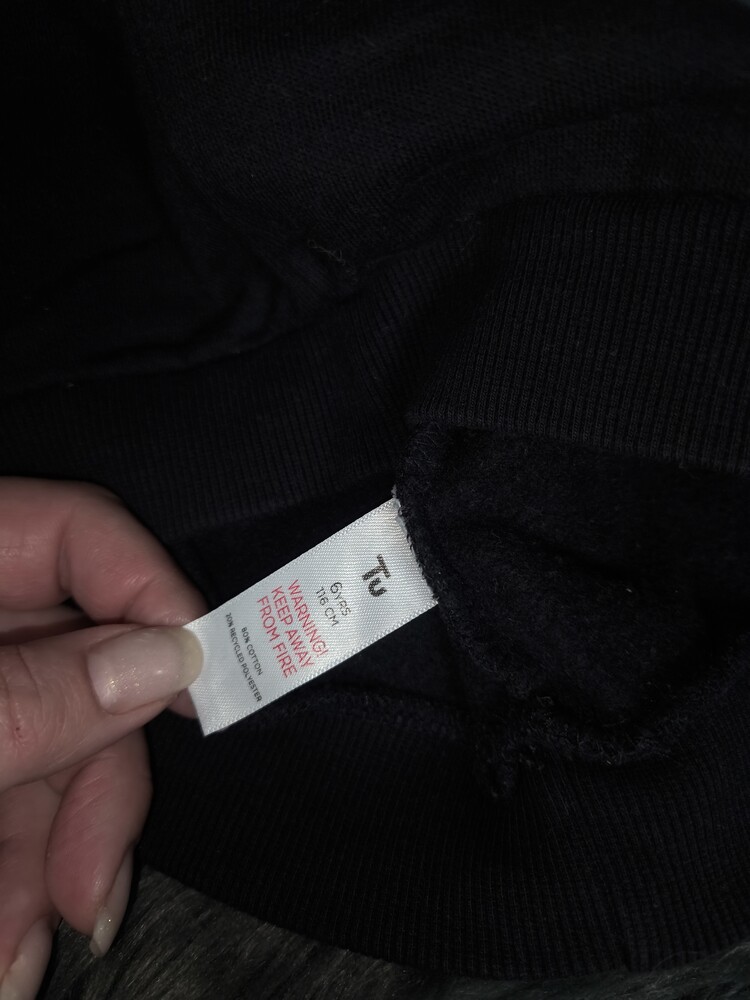 Tu
6YRS
116 CM
WARNING!
KEEP AWAY
FROM FIRE
80% COTTON
20% RECYCLED POLYESTER